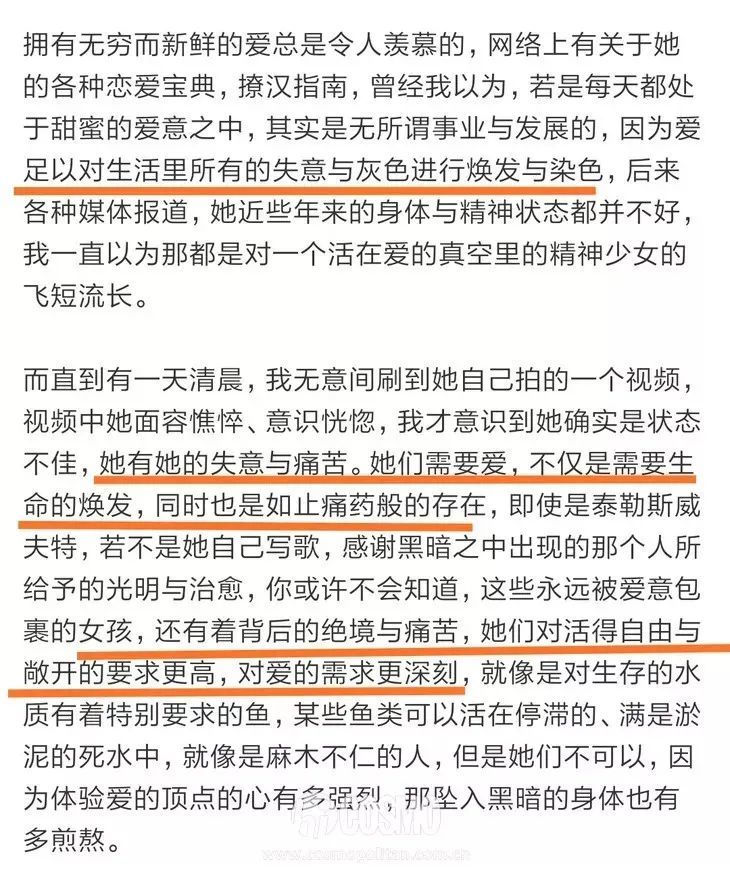 拥有无穷而新鲜的爱总是令人羡慕的，网络上有关于她
的各种恋爱宝典，撩汉指南，曾经我以为，若是每天都处
于甜蜜的爱意之中，其实是无所谓事业与发展的，因为爱
足以对生活里所有的失意与灰色进行焕发与染色，后来
各种媒体报道，她近些年来的身体与精神状态都并不好，
我一直以为那都是对一个活在爱的真空里的精神少女的
飞短流长。
而直到有一天清晨，我无意间刷到她自己拍的一个视频，
视频中她面容憔悴、意识恍惚，我才意识到她确实是状态
不佳，她有她的失意与痛苦。她们需要爱，不仅是需要生
命的焕发，同时也是如止痛药般的存在，即使是泰勒斯威
夫特，若不是她自己写歌，感谢黑暗之中出现的那个人所
给予的光明与治愈，你或许不会知道，这些永远被爱意包
裹的女孩，还有着背后的绝境与痛苦，她们对活得自由与
敞开的要求更高，对爱的需求更深刻，就像是对生存的水
质有着特别要求的鱼，某些鱼类可以活在停滞的、满是淤
泥的死水中，就像是麻木不仁的人，但是她们不可以，因
为体验爱的顶点的心有多强烈，那坠入黑暗的身体也有
多煎熬。
COSMO
www.cosmopolitan.com.cn